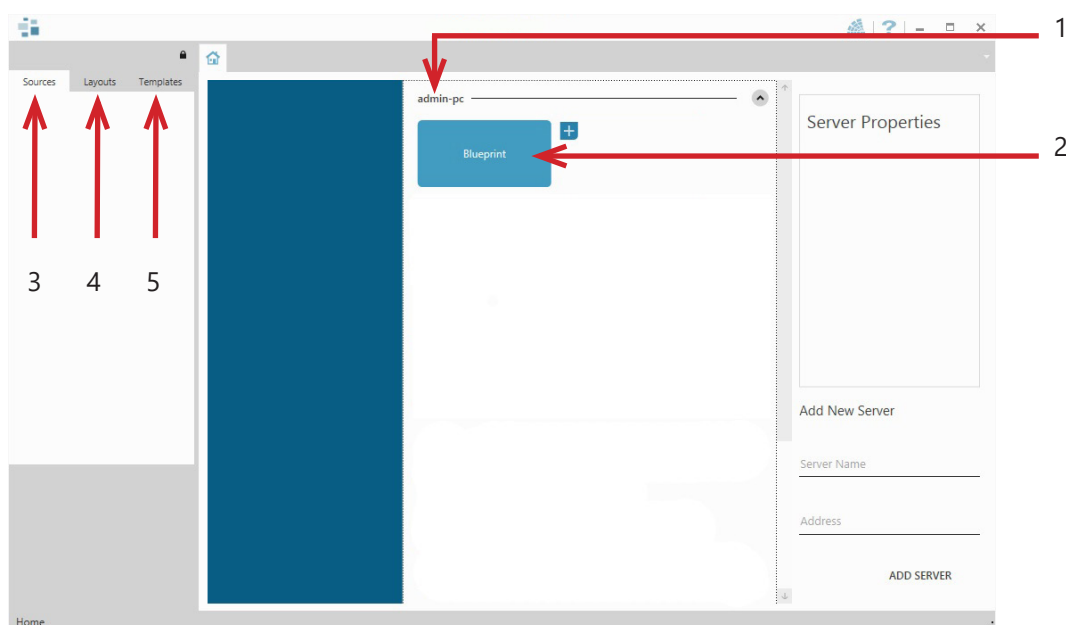 ?
1
Sources Layouts Templates
admin-pc
Server Properties
Blueprint
2
3 4 5
Add New Server
Server Name
Address
ADD SERVER
Home